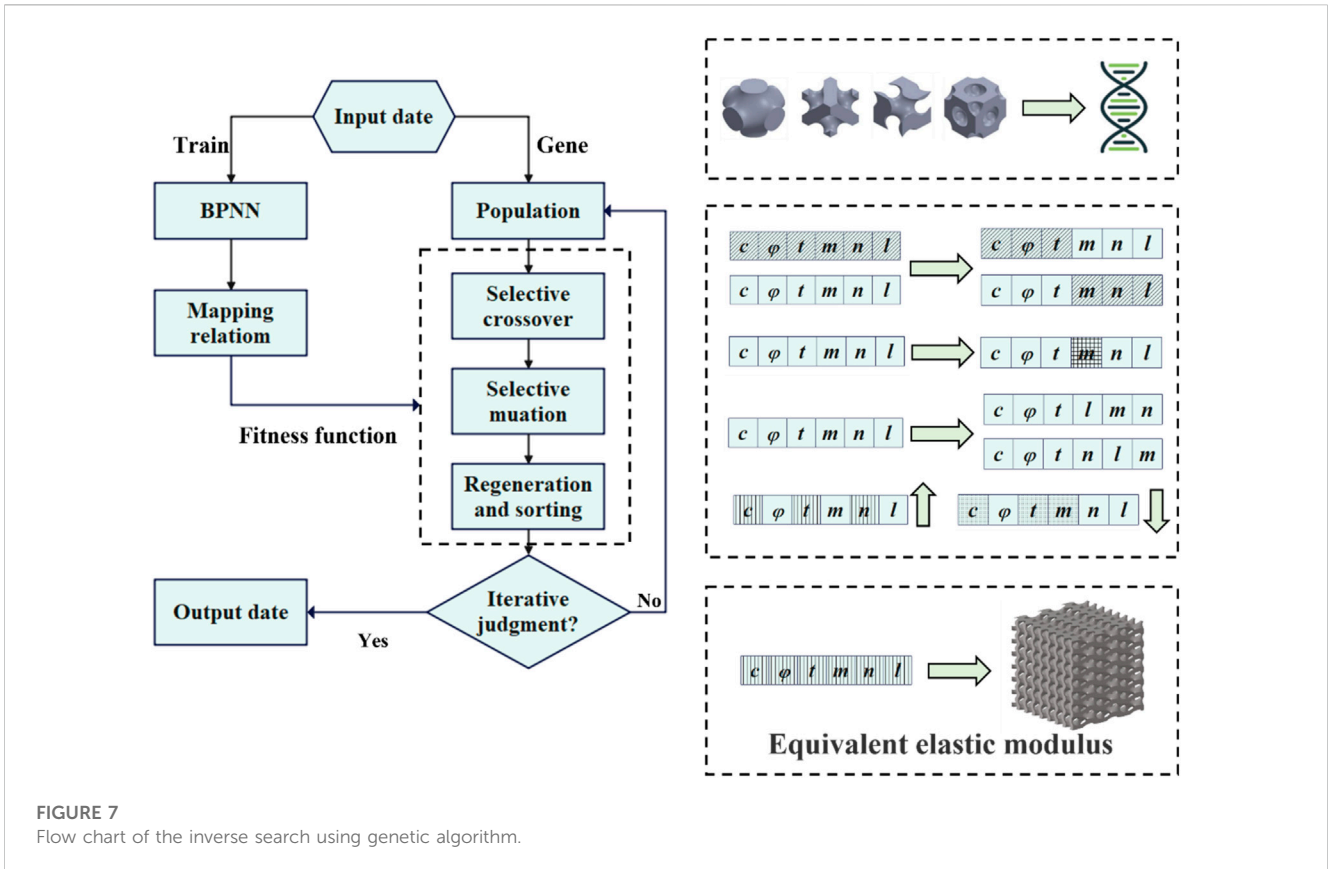 Input date
Train
Gene
BPNN
Population
Mapping
relatiom
Selective
crossover
Selective
muation
Fitness function
Regeneration
and sorting
Iterative
judgment?
No
Yes
Output date
c φ t m n l
c φ t m n l
c φ t m n l
c φ t m n l
c φ t m n l
c φ t m n l
c φ t m n l
c φ t l m n
c φ t n l m
c φ t m n l
c φ t m n l
c φ t m n l
Equivalent elastic modulus
FIGURE 7
Flow chart of the inverse search using genetic algorithm.